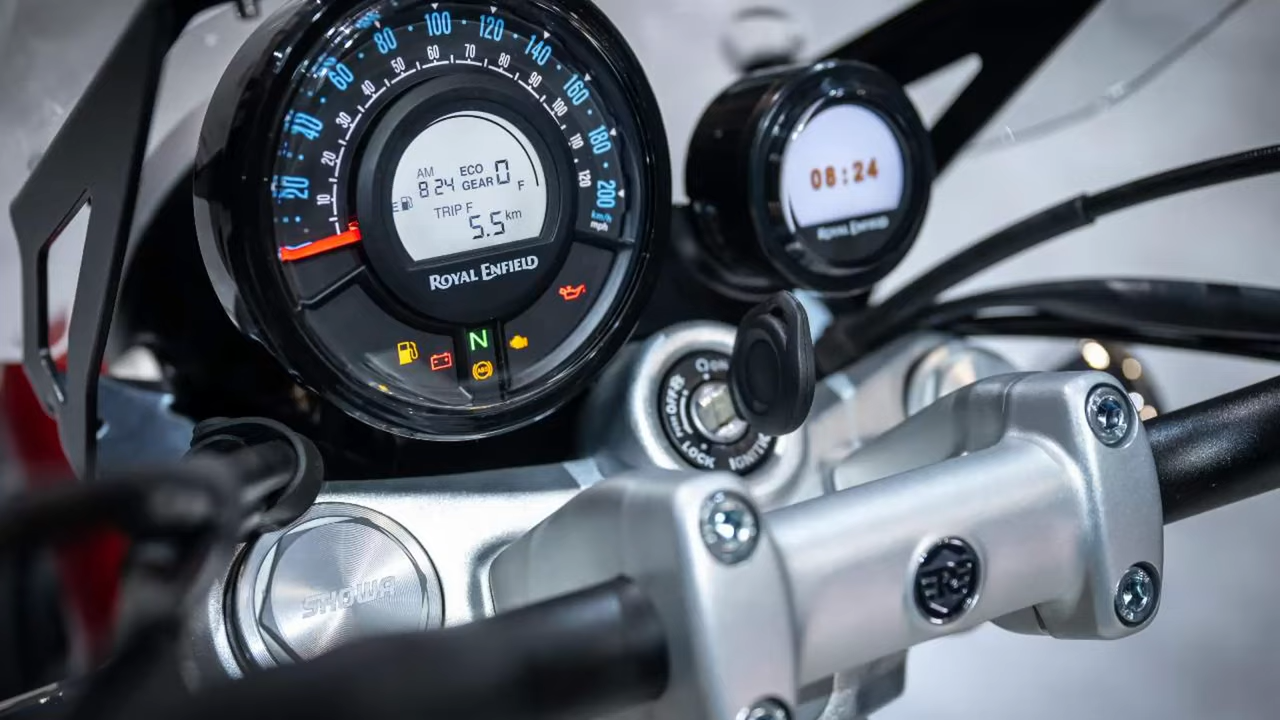 20 40 60 80 100 120 140 160 180 200
km/h
mph
10 20 30 40 50 60 70 80 90 100 110 120
AM ECO
8 24 GEAR 0
E F
TRIP F
5.5 km
ROYAL ENFIELD
N
ABS
08:24
ROYAL ENFIELD
OFF
LOCK
SHOWA